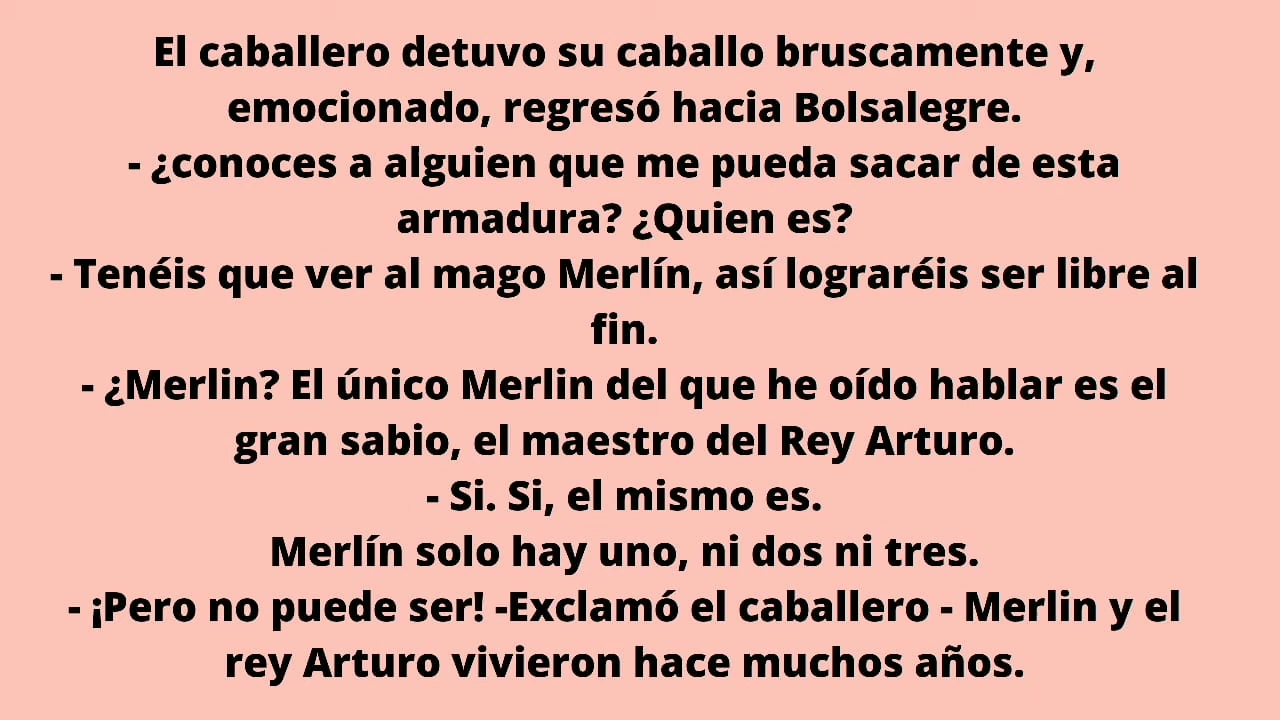 El caballero detuvo su caballo bruscamente y,
emocionado, regresó hacia Bolsalegre.
- ¿conoces a alguien que me pueda sacar de esta
armadura? ¿Quien es?
- Tenéis que ver al mago Merlín, así lograréis ser libre al
fin.
- ¿Merlin? El único Merlin del que he oído hablar es el
gran sabio, el maestro del Rey Arturo.
- Si. Si, el mismo es.
Merlín solo hay uno, ni dos ni tres.
- ¡Pero no puede ser! -Exclamó el caballero - Merlin y el
rey Arturo vivieron hace muchos años.